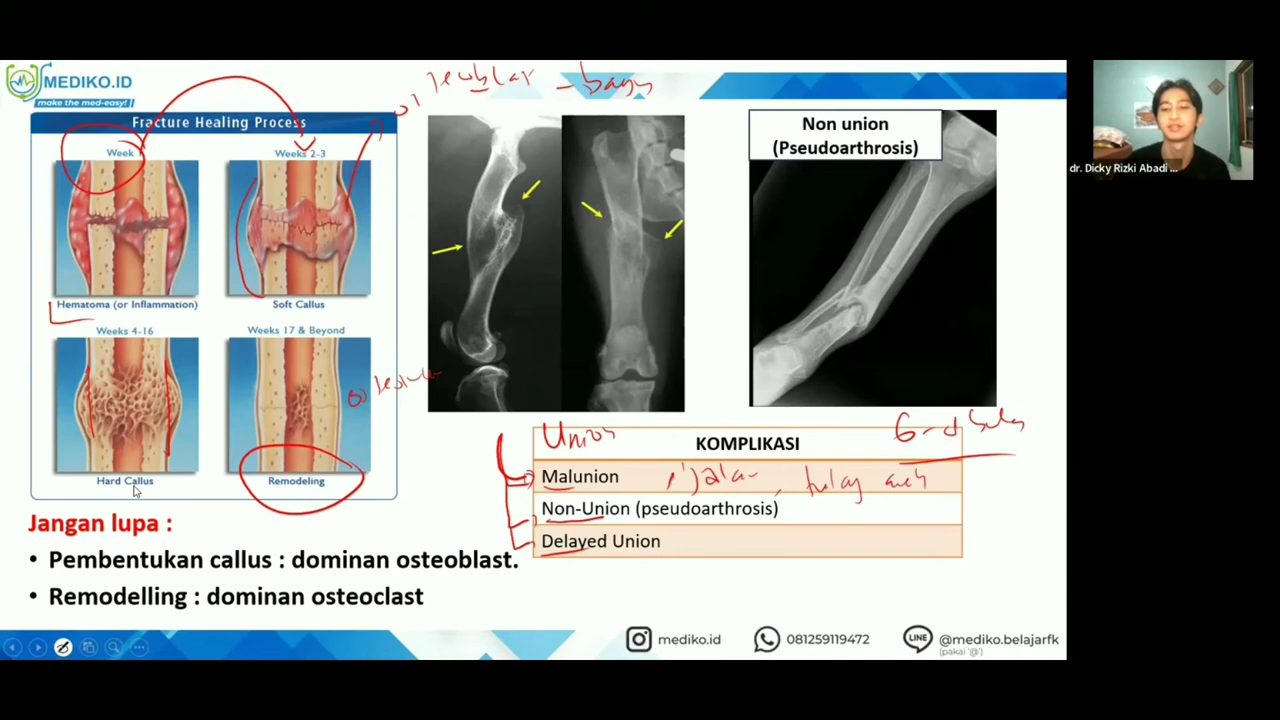 MEDIKO.ID
make the med-easy!
Fracture Healing Process
Week
Weeks 2-3
Hematoma (or Inflammation)
Soft Callus
Weeks 4-16
Weeks 17 & Beyond
Hard Callus
Remodeling
Jangan lupa :
• Pembentukan callus : dominan osteoblast.
• Remodelling : dominan osteoclast
Non union
(Pseudoarthrosis)
Union
KOMPLIKASI
Malunion
Non-Union (pseudoarthrosis)
Delayed Union
mediko.id
081259119472
LINE
@mediko.belajarfk
(pakai '@')
dr. Dicky Rizki Abadi ...